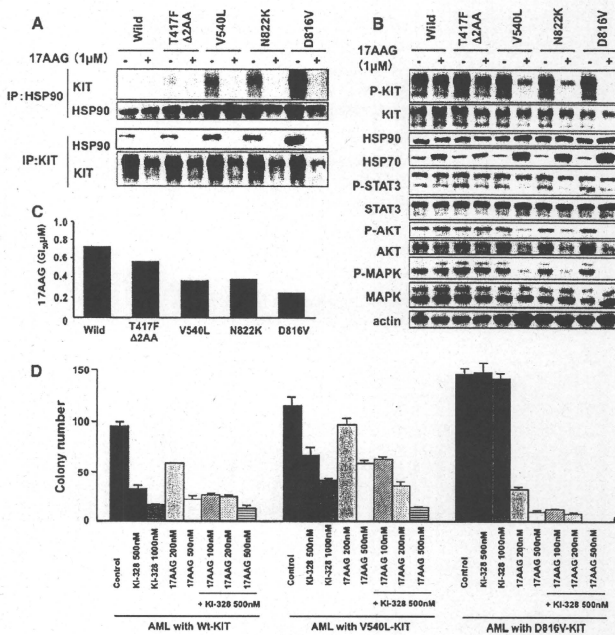 A
Wild T417F Δ2AA V540L N822K D816V
17AAG (1μM) - + - + - + - + - +
IP:HSP90
KIT
HSP90
IP:KIT
HSP90
KIT
B
Wild T417F Δ2AA V540L N822K D816V
17AAG (1μM) - + - + - + - + - +
P-KIT
KIT
HSP90
HSP70
P-STAT3
STAT3
P-AKT
AKT
P-MAPK
MAPK
actin
C
17AAG (GI50μM)
1.0
0.8
0.6
0.4
0.2
0
Wild T417F Δ2AA V540L N822K D816V
D
Colony number
150
100
50
0
Control
KI-328 500nM
KI-328 1000nM
17AAG 200nM
17AAG 500nM
17AAG 100nM
17AAG 200nM
17AAG 500nM
+ KI-328 500nM
AML with Wt-KIT
Control
KI-328 500nM
KI-328 1000nM
17AAG 200nM
17AAG 500nM
17AAG 100nM
17AAG 200nM
17AAG 500nM
+ KI-328 500nM
AML with V540L-KIT
Control
KI-328 500nM
KI-328 1000nM
17AAG 200nM
17AAG 500nM
17AAG 100nM
17AAG 200nM
17AAG 500nM
+ KI-328 500nM
AML with D816V-KIT